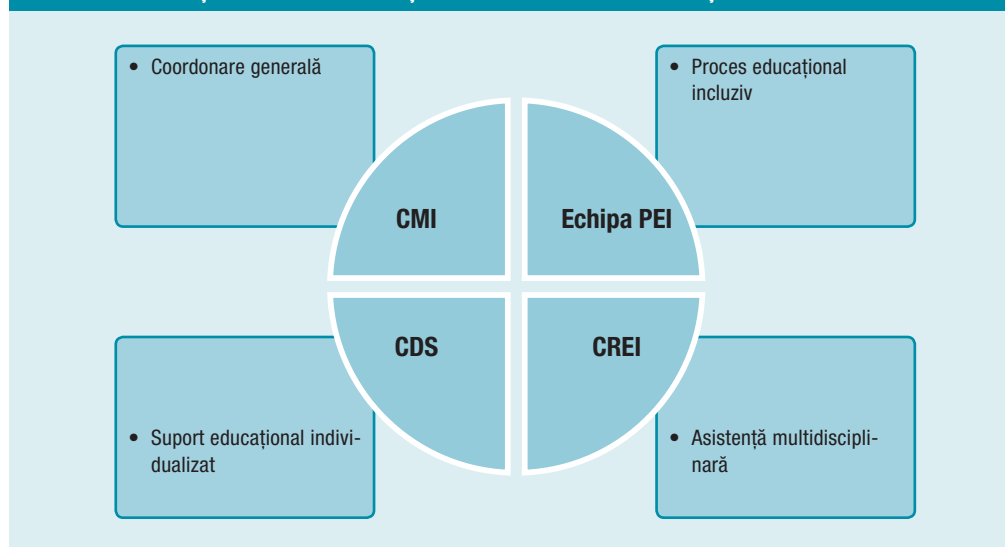 • Coordonare generală
• Proces educațional
incluziv
CMI
Echipa PEI
CDS
CREI
• Suport educațional indivi-
dualizat
• Asistență multidiscipli-
nară